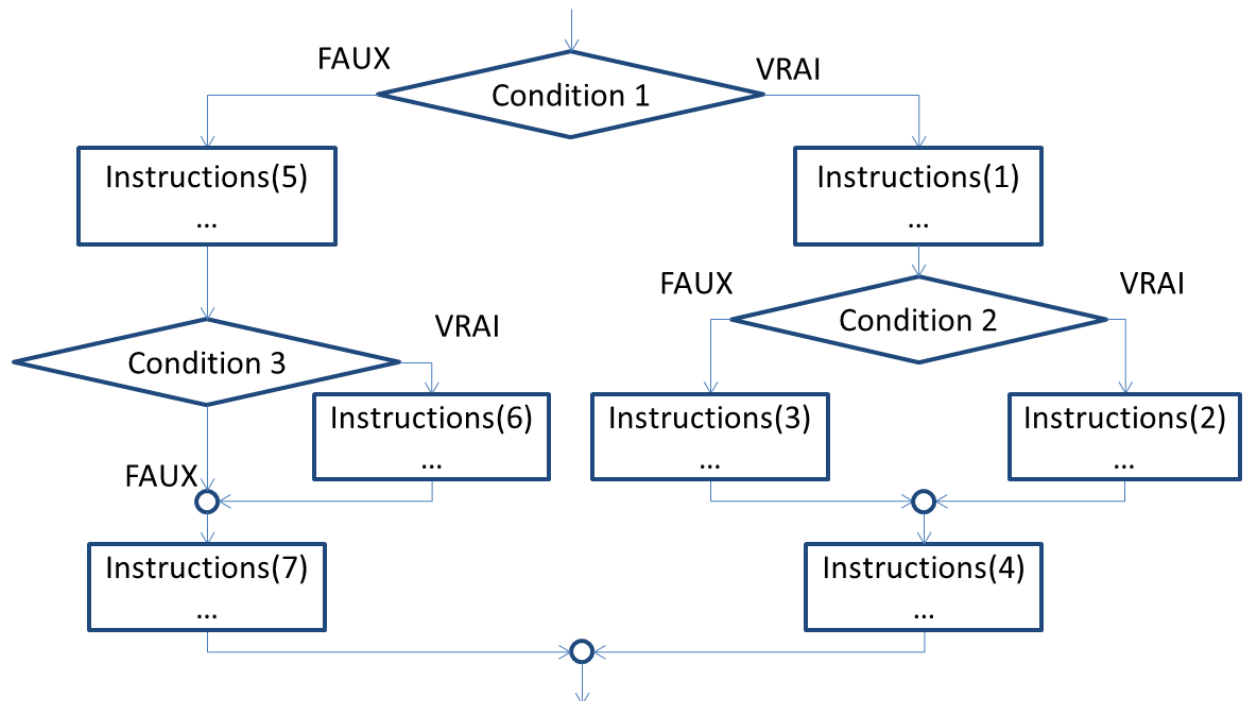 FAUX
VRAI
Condition 1
Instructions(5)
...
Instructions(1)
...
FAUX
VRAI
Condition 2
VRAI
Condition 3
Instructions(6)
...
Instructions(3)
...
Instructions(2)
...
FAUX
Instructions(7)
...
Instructions(4)
...